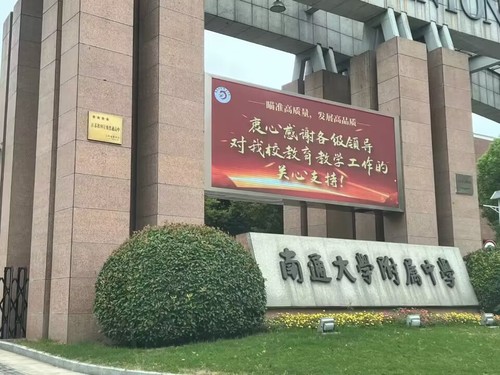 NION
瞄准高质量，发展高品质
衷心感谢各级领导
对我校教育教学工作的
关心支持！
南通大学附属中学